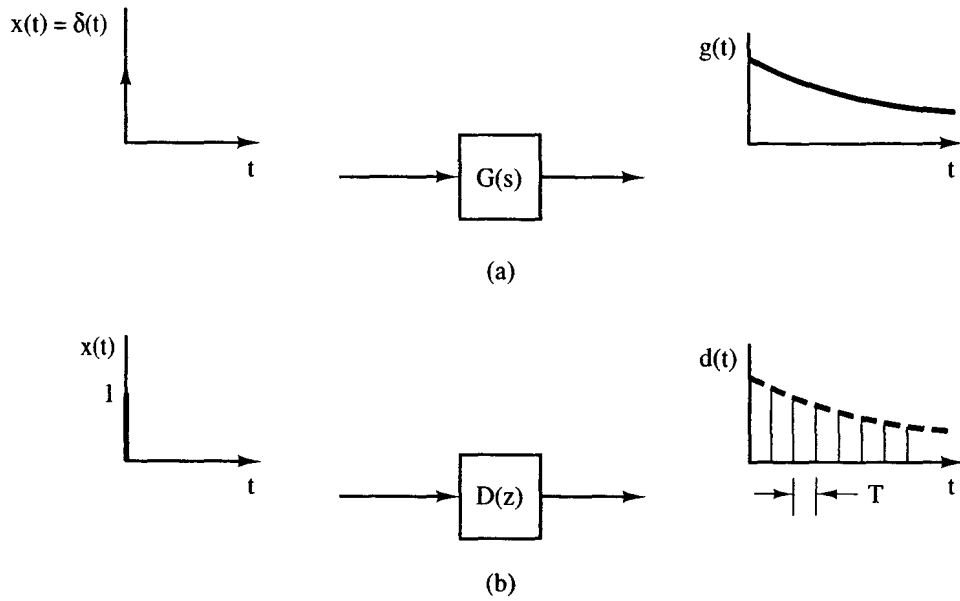 x(t) = δ(t)
t
G(s)
g(t)
t
(a)
x(t)
1
t
D(z)
d(t)
t
T
(b)